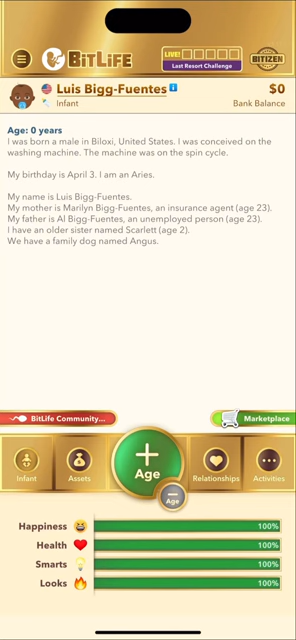 BitLife
LIVE!
Last Resort Challenge
BITIZEN
Luis Bigg-Fuentes i
$0
Infant
Bank Balance
Age: 0 years
I was born a male in Biloxi, United States. I was conceived on the
washing machine. The machine was on the spin cycle.
My birthday is April 3. I am an Aries.
My name is Luis Bigg-Fuentes.
My mother is Marilyn Bigg-Fuentes, an insurance agent (age 23).
My father is Al Bigg-Fuentes, an unemployed person (age 23).
I have an older sister named Scarlett (age 2).
We have a family dog named Angus.
BitLife Community...
Marketplace
Infant
Assets
+
Age
Relationships
Activities
–
Age
Happiness 100%
Health 100%
Smarts 100%
Looks 100%